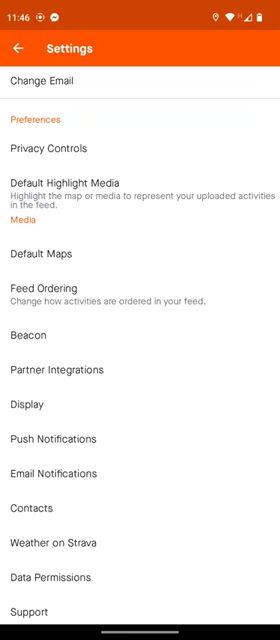 11:46
Settings
Change Email
Preferences
Privacy Controls
Default Highlight Media
Highlight the map or media to represent your uploaded activities
in the feed.
Media
Default Maps
Feed Ordering
Change how activities are ordered in your feed.
Beacon
Partner Integrations
Display
Push Notifications
Email Notifications
Contacts
Weather on Strava
Data Permissions
Support